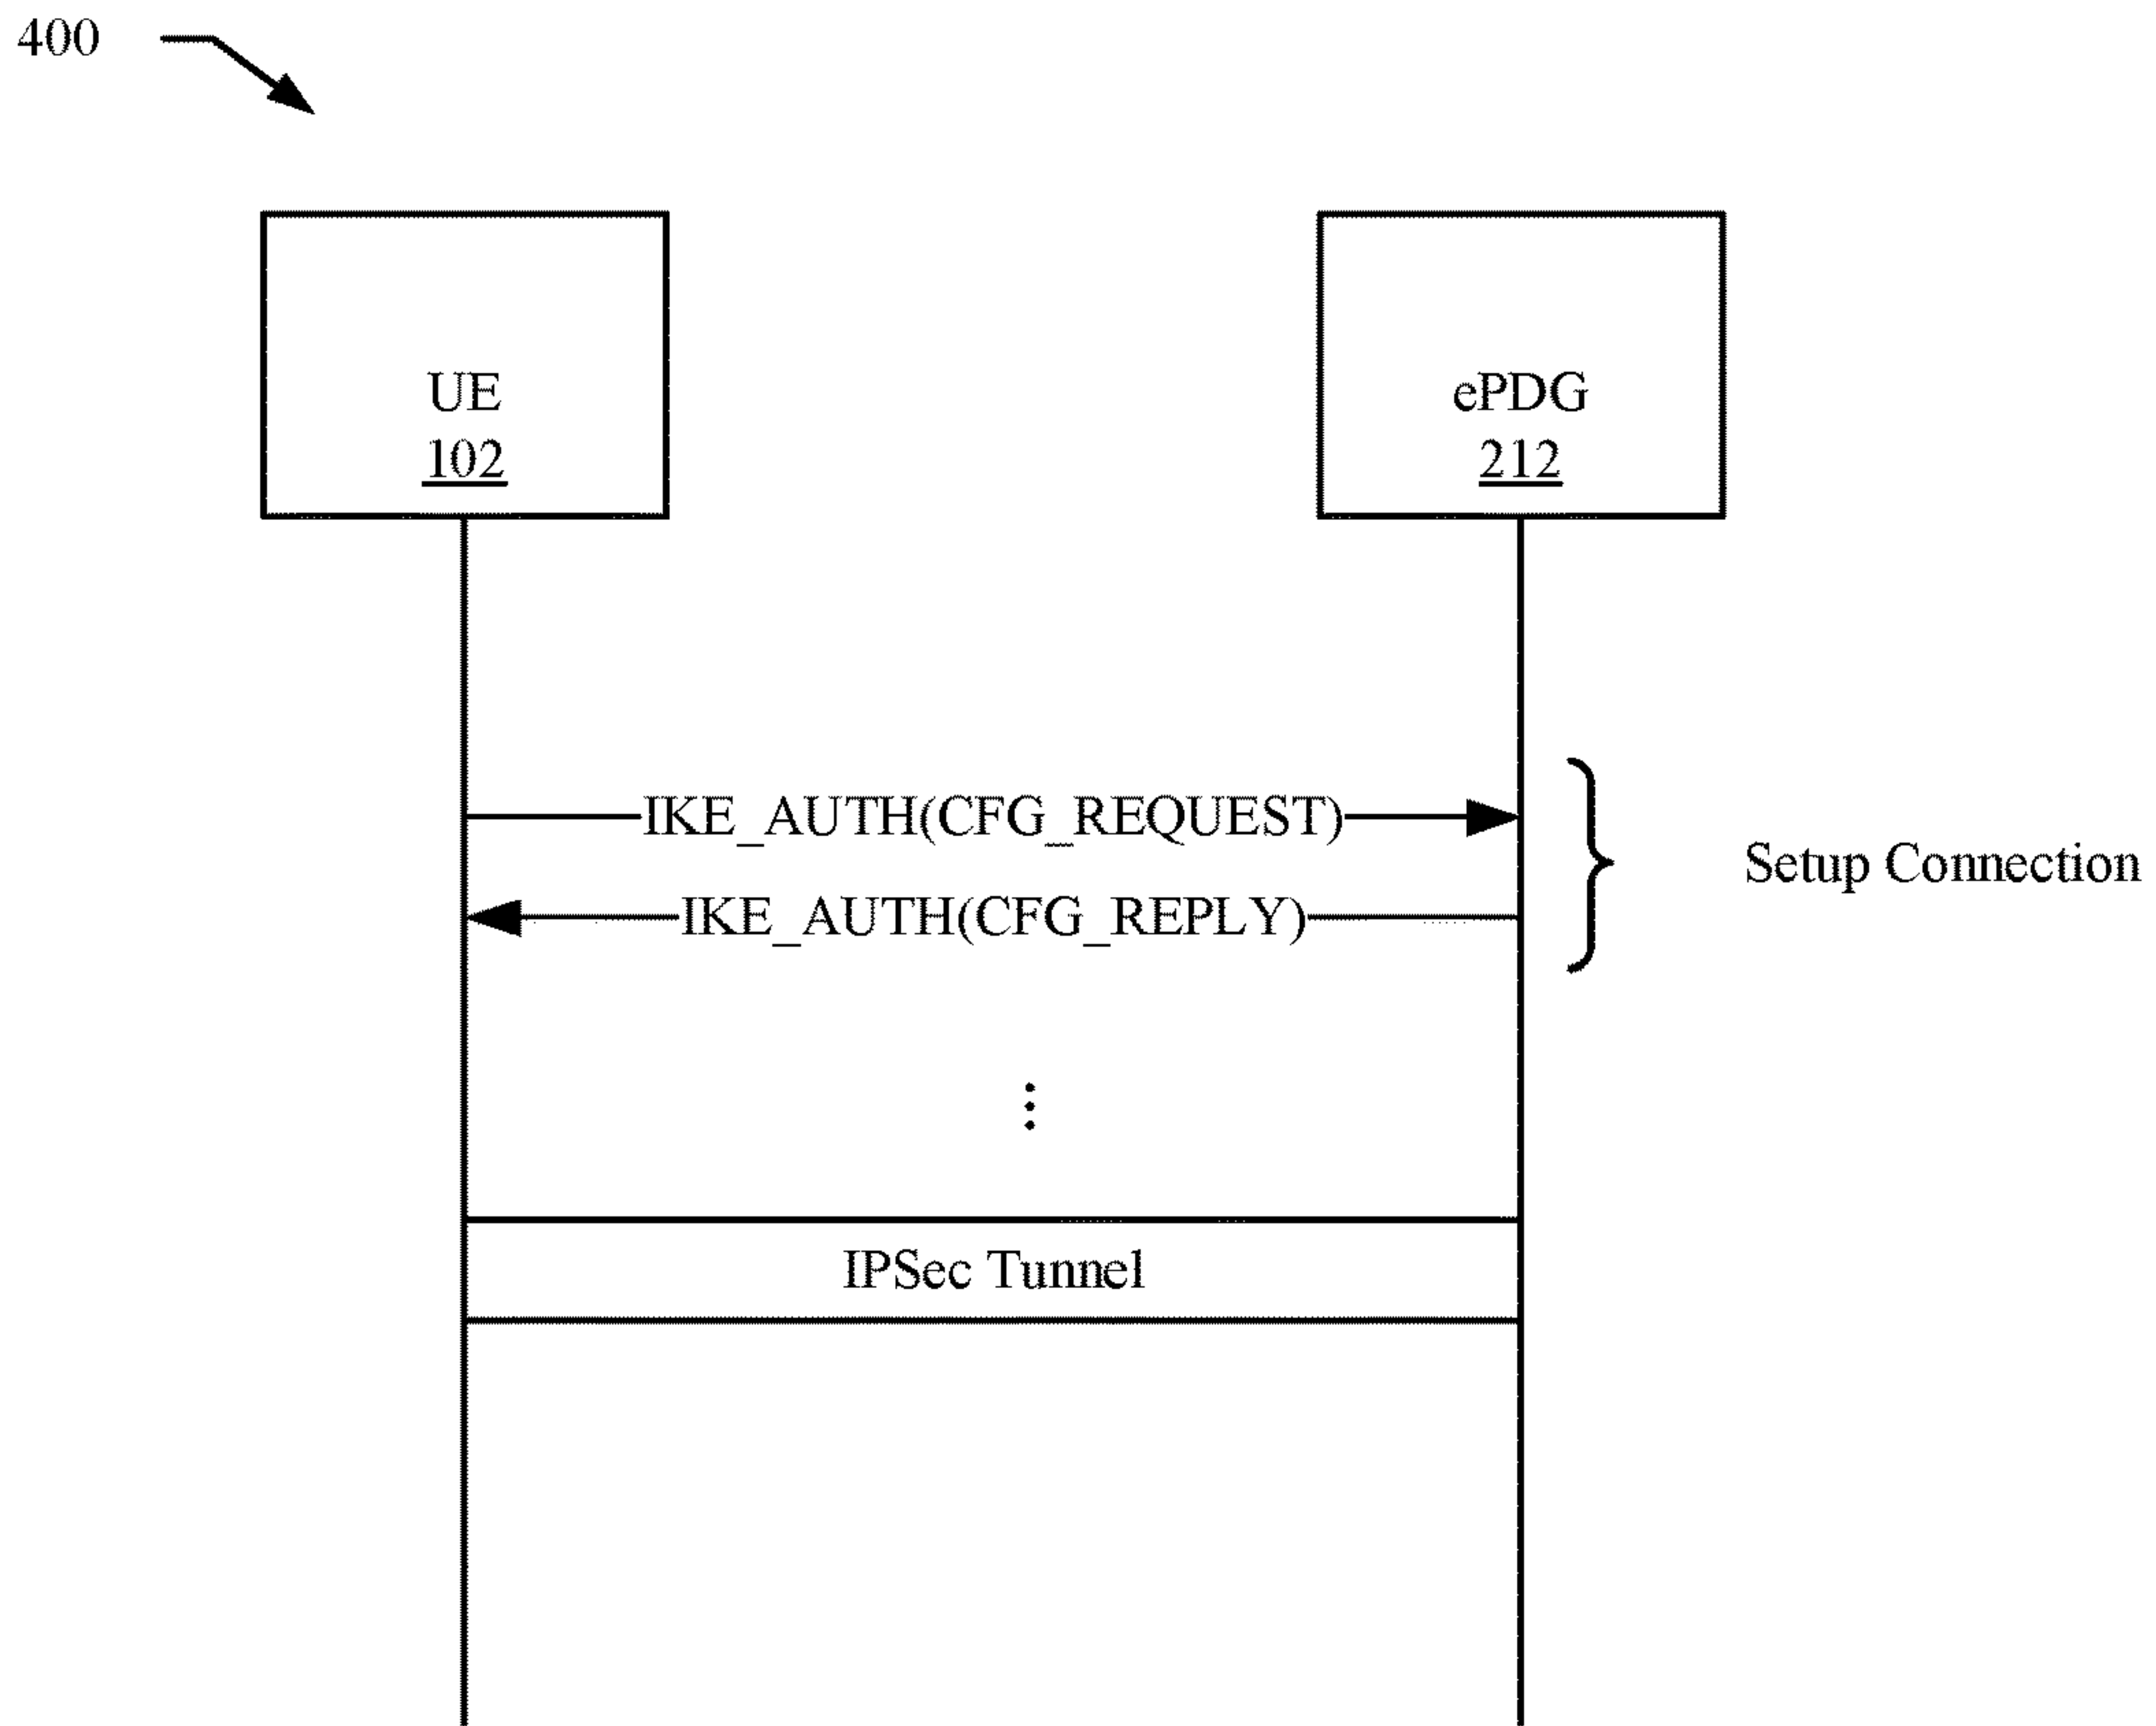 400
UE
102
ePDG
212
IKE_AUTH(CFG_REQUEST)
IKE_AUTH(CFG_REPLY)
Setup Connection
IPSec Tunnel